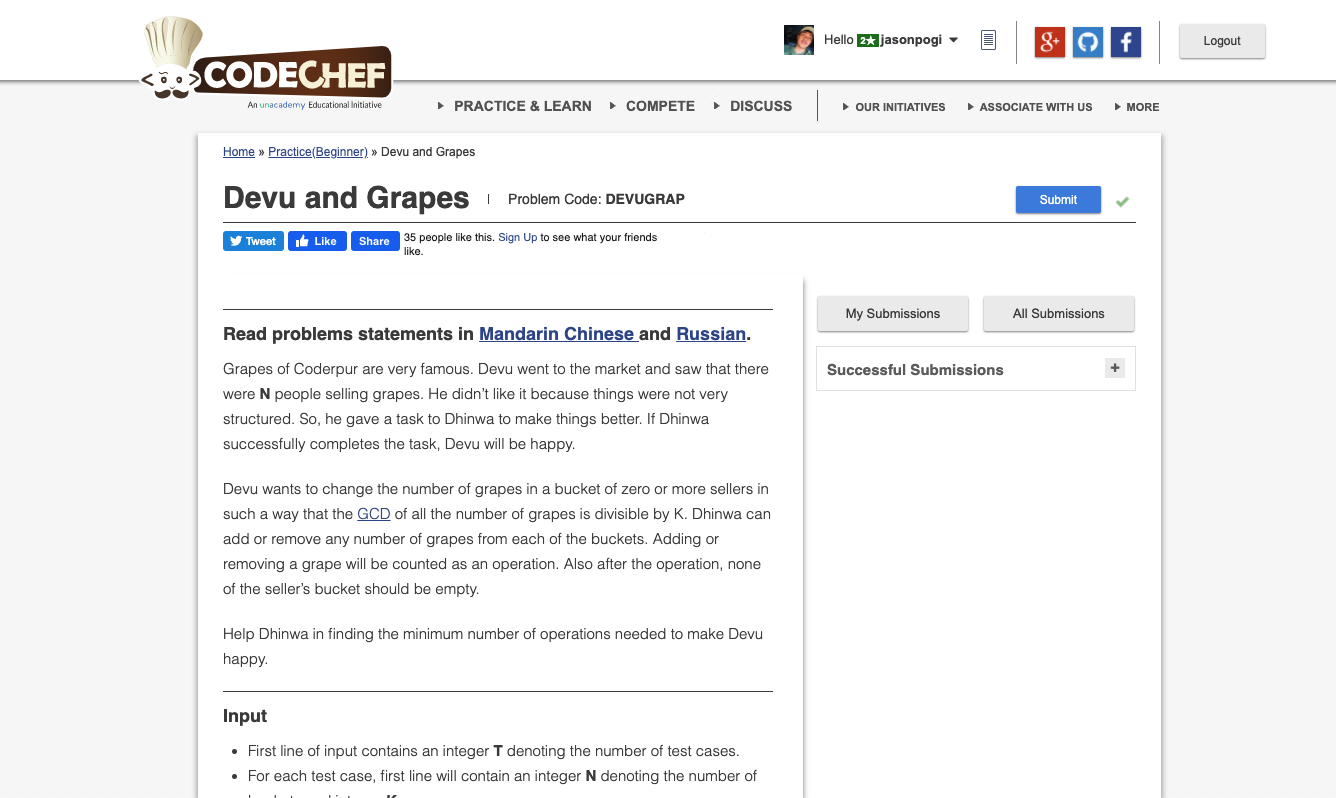 CODECHEF
An unacademy Educational Initiative
Hello 2★ jasonpogi
Logout
PRACTICE & LEARN
COMPETE
DISCUSS
OUR INITIATIVES
ASSOCIATE WITH US
MORE
Home » Practice(Beginner) » Devu and Grapes
Devu and Grapes
Problem Code: DEVUGRAP
Submit
Tweet
Like
Share
35 people like this. Sign Up to see what your friends
like.
Read problems statements in Mandarin Chinese and Russian.
Grapes of Coderpur are very famous. Devu went to the market and saw that there
were N people selling grapes. He didn’t like it because things were not very
structured. So, he gave a task to Dhinwa to make things better. If Dhinwa
successfully completes the task, Devu will be happy.
Devu wants to change the number of grapes in a bucket of zero or more sellers in
such a way that the GCD of all the number of grapes is divisible by K. Dhinwa can
add or remove any number of grapes from each of the buckets. Adding or
removing a grape will be counted as an operation. Also after the operation, none
of the seller’s bucket should be empty.
Help Dhinwa in finding the minimum number of operations needed to make Devu
happy.
Input
• First line of input contains an integer T denoting the number of test cases.
• For each test case, first line will contain an integer N denoting the number of
My Submissions
All Submissions
Successful Submissions
+